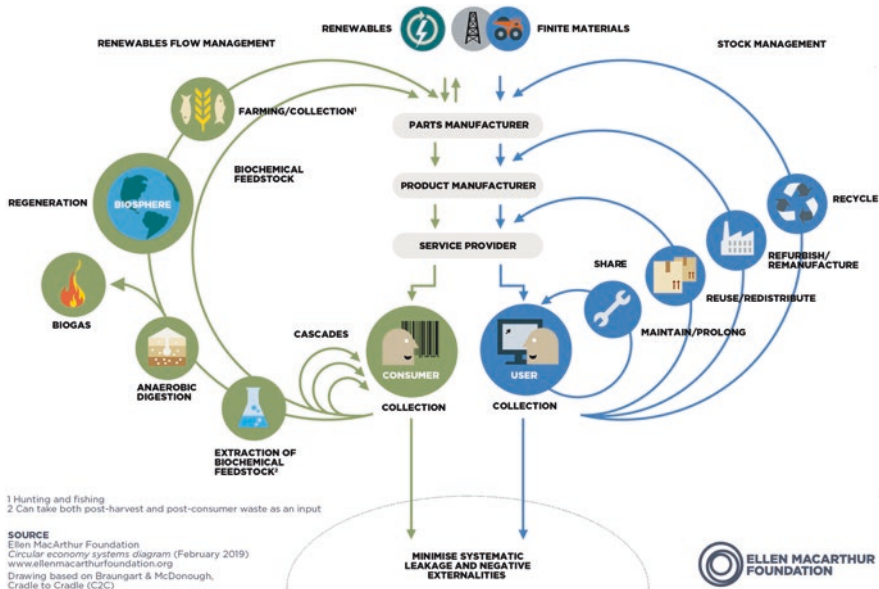 RENEWABLES
FINITE MATERIALS
RENEWABLES FLOW MANAGEMENT
STOCK MANAGEMENT
FARMING/COLLECTION¹
PARTS MANUFACTURER
BIOCHEMICAL
FEEDSTOCK
PRODUCT MANUFACTURER
REGENERATION
BIOSPHERE
RECYCLE
SERVICE PROVIDER
REFURBISH/
REMANUFACTURE
SHARE
REUSE/REDISTRIBUTE
BIOGAS
CASCADES
MAINTAIN/PROLONG
CONSUMER
USER
ANAEROBIC
DIGESTION
COLLECTION
COLLECTION
EXTRACTION OF
BIOCHEMICAL
FEEDSTOCK²
1 Hunting and fishing
2 Can take both post-harvest and post-consumer waste as an input
SOURCE
Ellen MacArthur Foundation
Circular economy systems diagram (February 2019)
www.ellenmacarthurfoundation.org
Drawing based on Braungart & McDonough,
Cradle to Cradle (C2C)
MINIMISE SYSTEMATIC
LEAKAGE AND NEGATIVE
EXTERNALITIES
ELLEN MACARTHUR
FOUNDATION